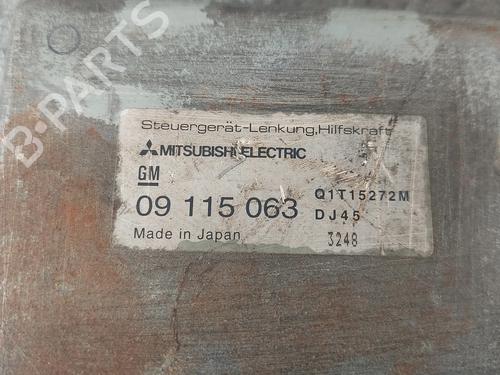 B-PARTS
Steuergerät-Lenkung,Hilfskraft
MITSUBISHI ELECTRIC
GM
09 115 063
Q1T15272M
DJ45
Made in Japan
3248